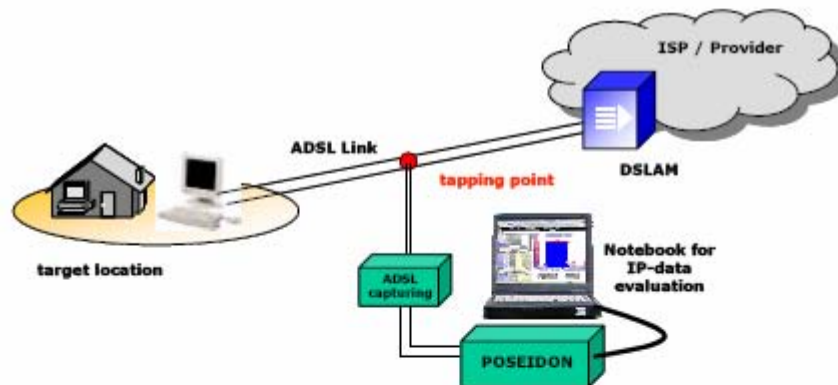 ISP / Provider
ADSL Link
tapping point
DSLAM
target location
ADSL
capturing
Notebook for
IP-data
evaluation
POSEIDON